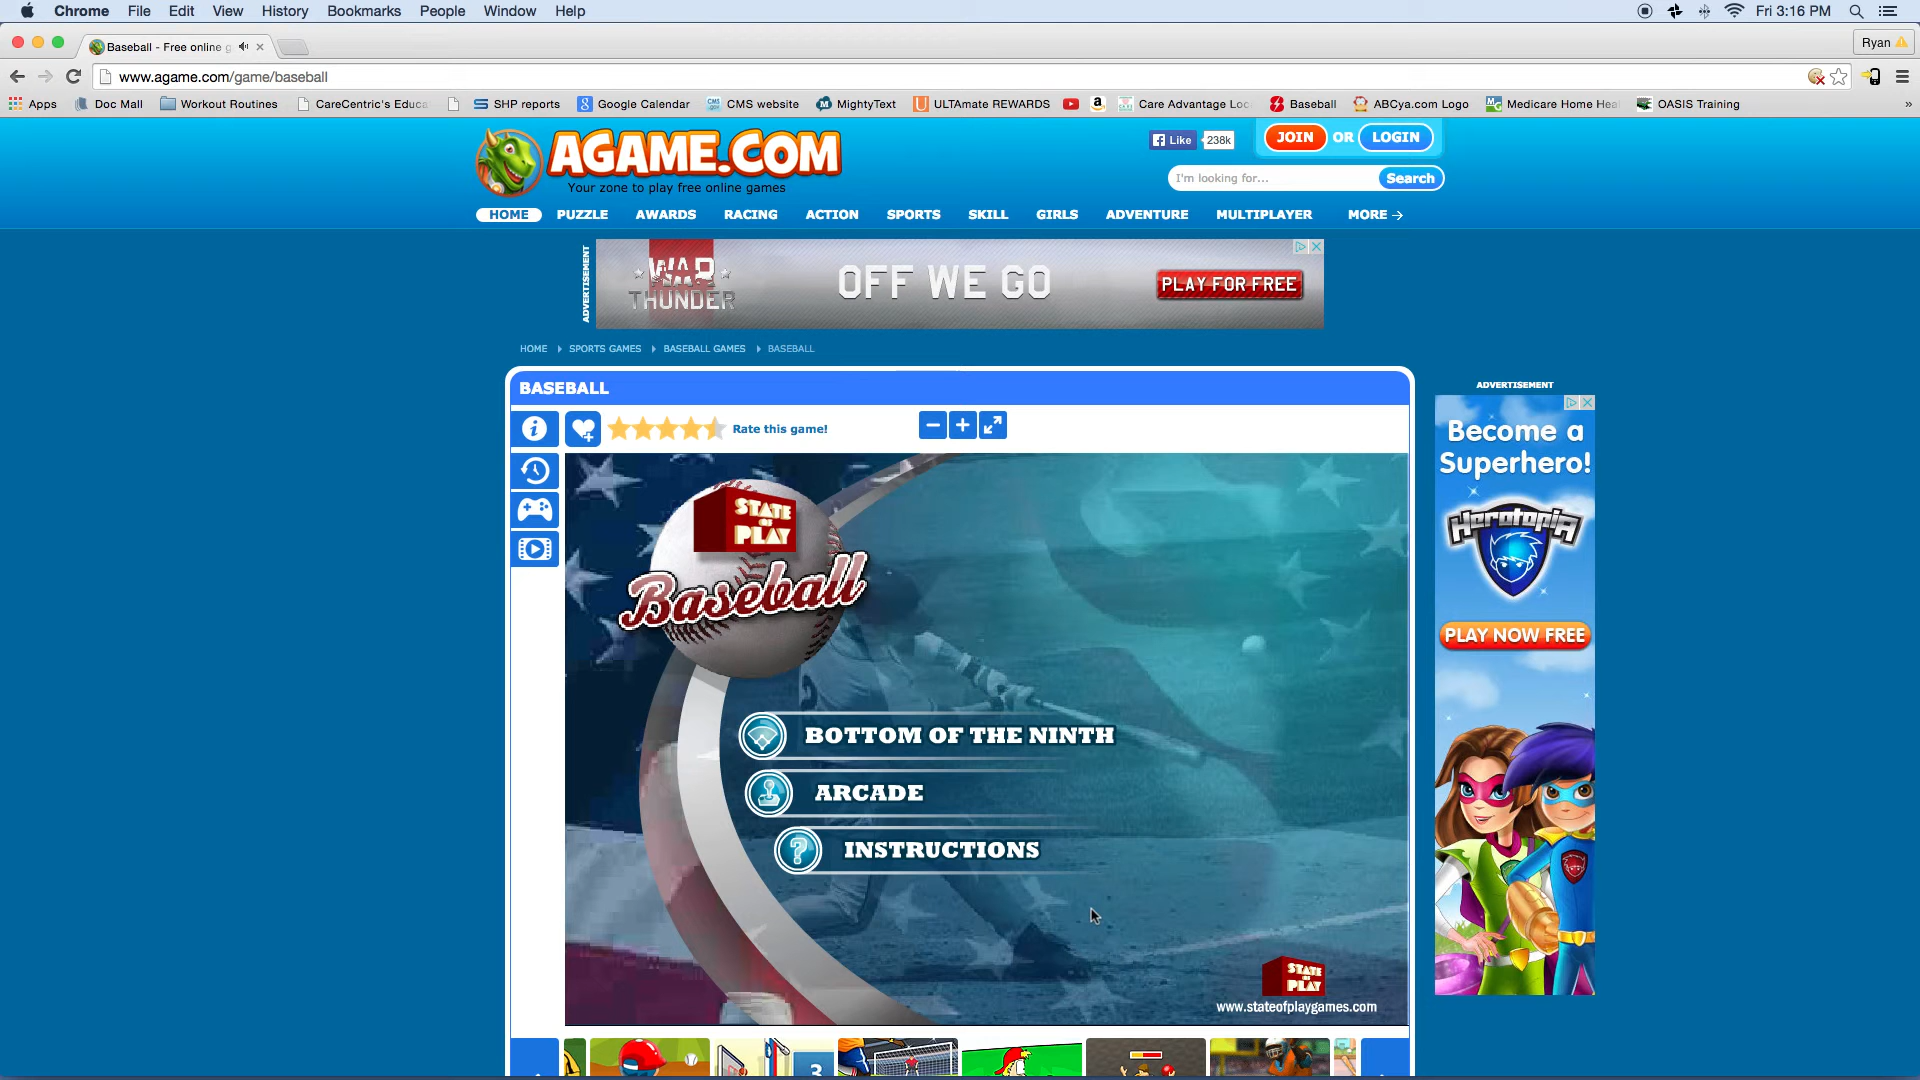 Chrome File Edit View History Bookmarks People Window Help
Fri 3:16 PM
Baseball - Free online g
Ryan
www.agame.com/game/baseball
Apps Doc Mall Workout Routines CareCentric's Educa SHP reports Google Calendar CMS website MightyText ULTAmate REWARDS Care Advantage Loc Baseball ABCya.com Logo Medicare Home Hea OASIS Training »
AGAME.COM
Your zone to play free online games
Like 238k
JOIN OR LOGIN
I'm looking for... Search
HOME PUZZLE AWARDS RACING ACTION SPORTS SKILL GIRLS ADVENTURE MULTIPLAYER MORE
ADVERTISEMENT
WAR THUNDER
OFF WE GO
PLAY FOR FREE
HOME SPORTS GAMES BASEBALL GAMES BASEBALL
BASEBALL
Rate this game!
STATE
OF
PLAY
Baseball
BOTTOM OF THE NINTH
ARCADE
INSTRUCTIONS
STATE
OF
PLAY
www.stateofplaygames.com
ADVERTISEMENT
Become a
Superhero!
Herotopia
PLAY NOW FREE
3